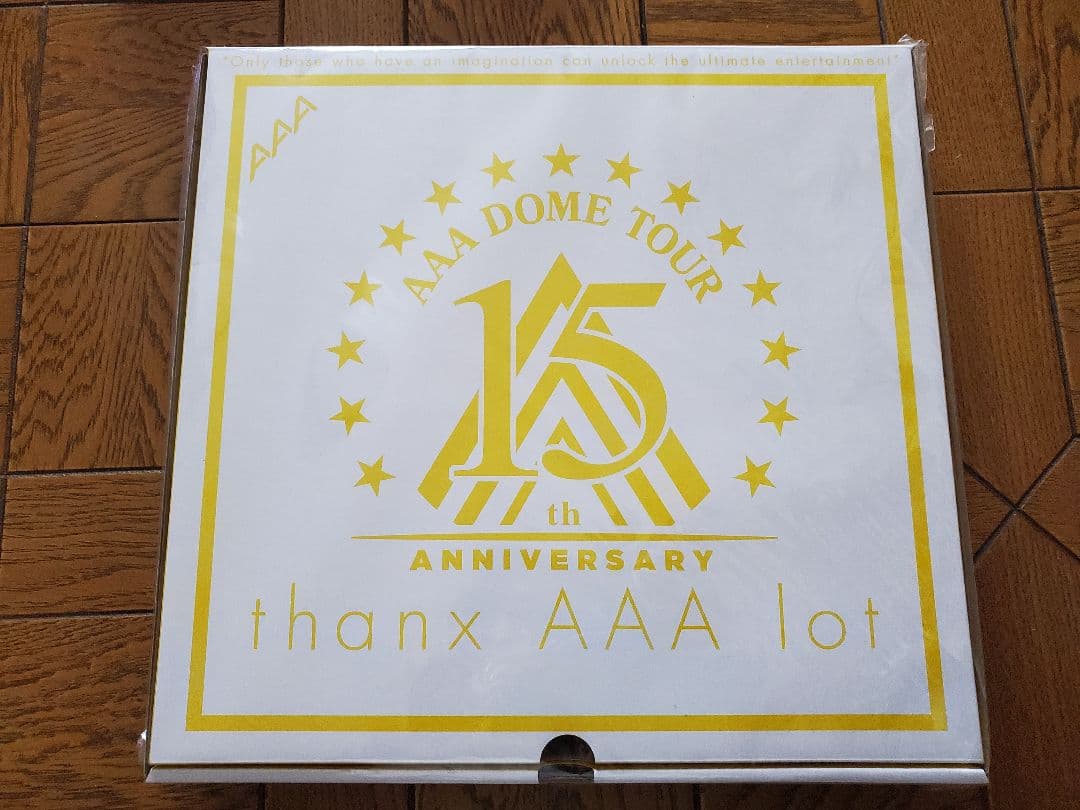 "Only those who have an imagination can unlock the ultimate entertainment"
AAA
AAA DOME TOUR
15
th
ANNIVERSARY
thanx AAA lot